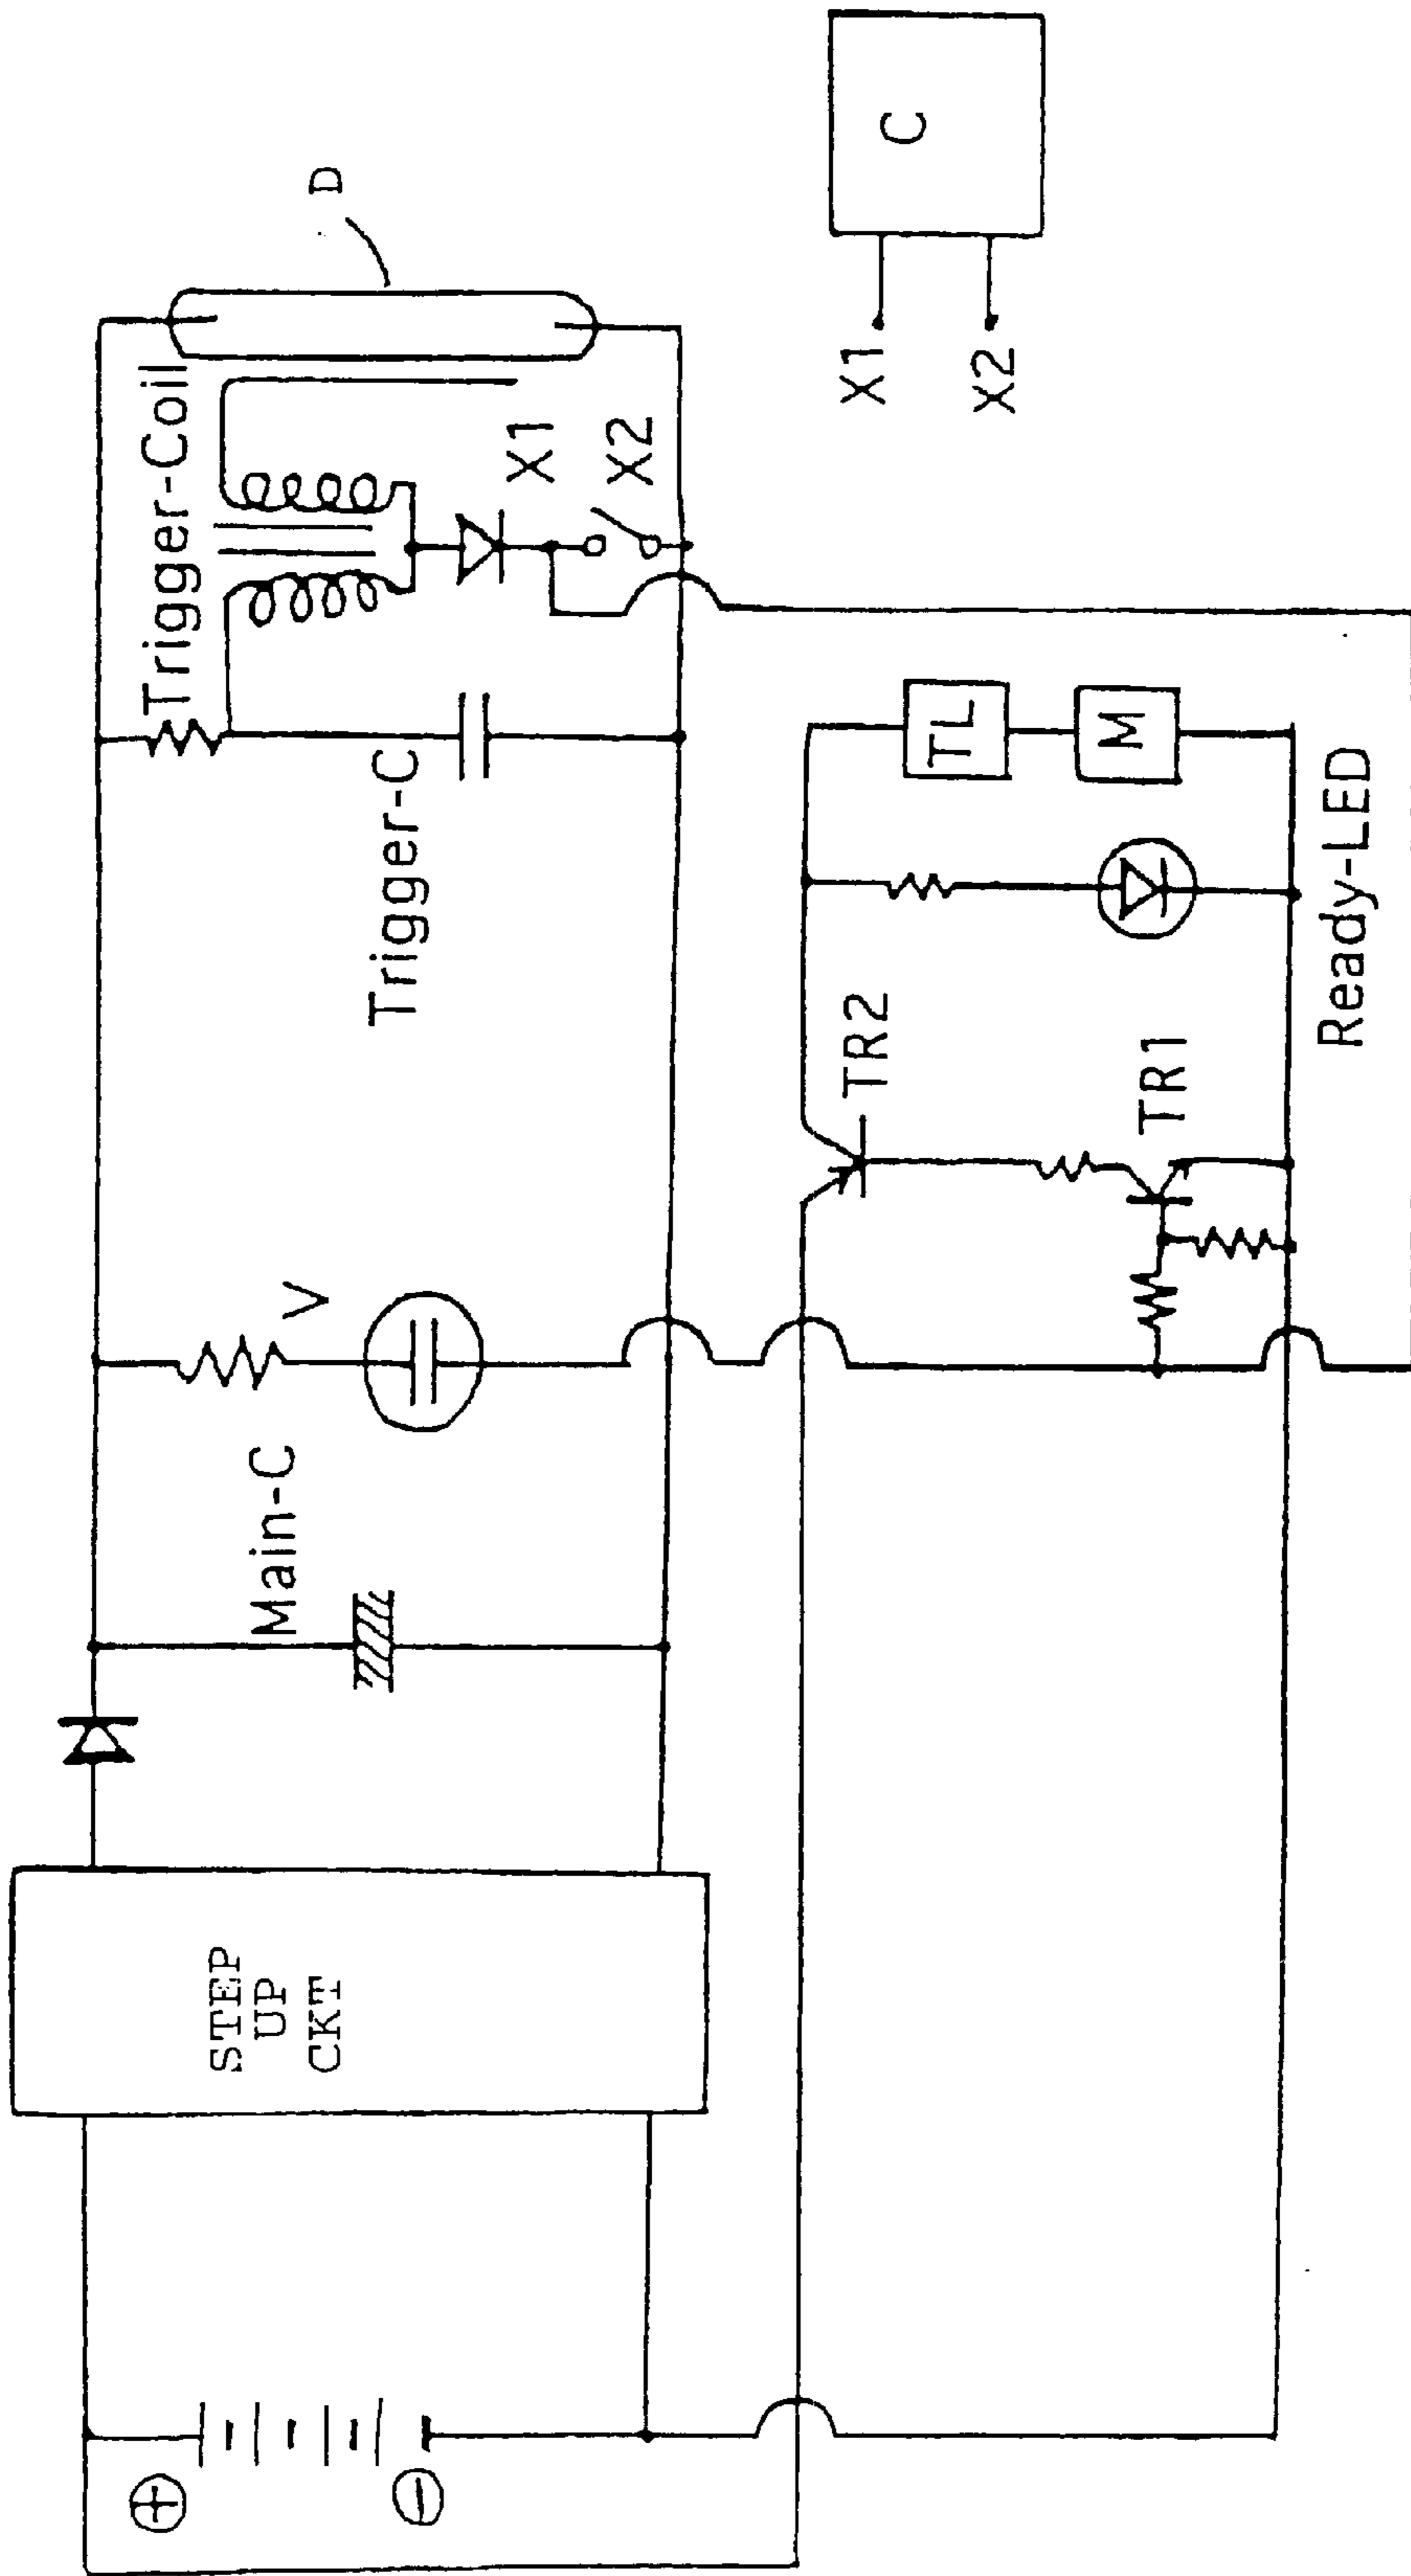 ⊕
⊖
STEP
UP
CKT
Main-C
V
Trigger-C
Trigger-Coil
D
X1
X2
TR2
TR1
TL
M
Ready-LED
X1
X2
C